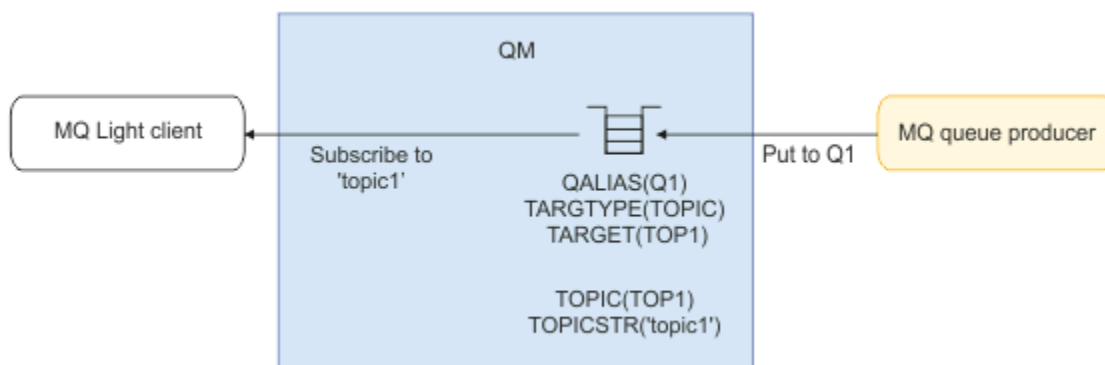 QM
MQ Light client
MQ queue producer
Subscribe to
'topic1'
Put to Q1
QALIAS(Q1)
TARGTYPE(TOPIC)
TARGET(TOP1)
TOPIC(TOP1)
TOPICSTR('topic1')